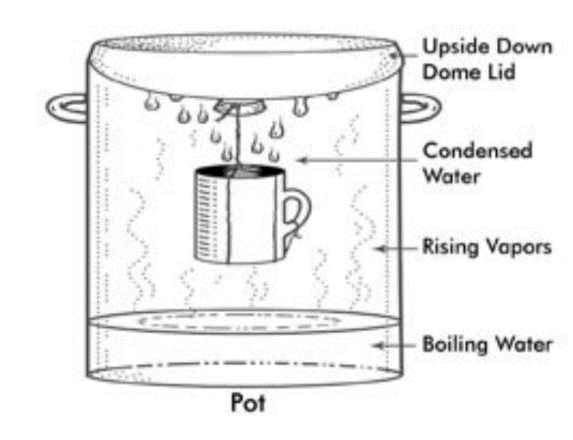 Upside Down
Dome Lid
Condensed
Water
Rising Vapors
Boiling Water
Pot